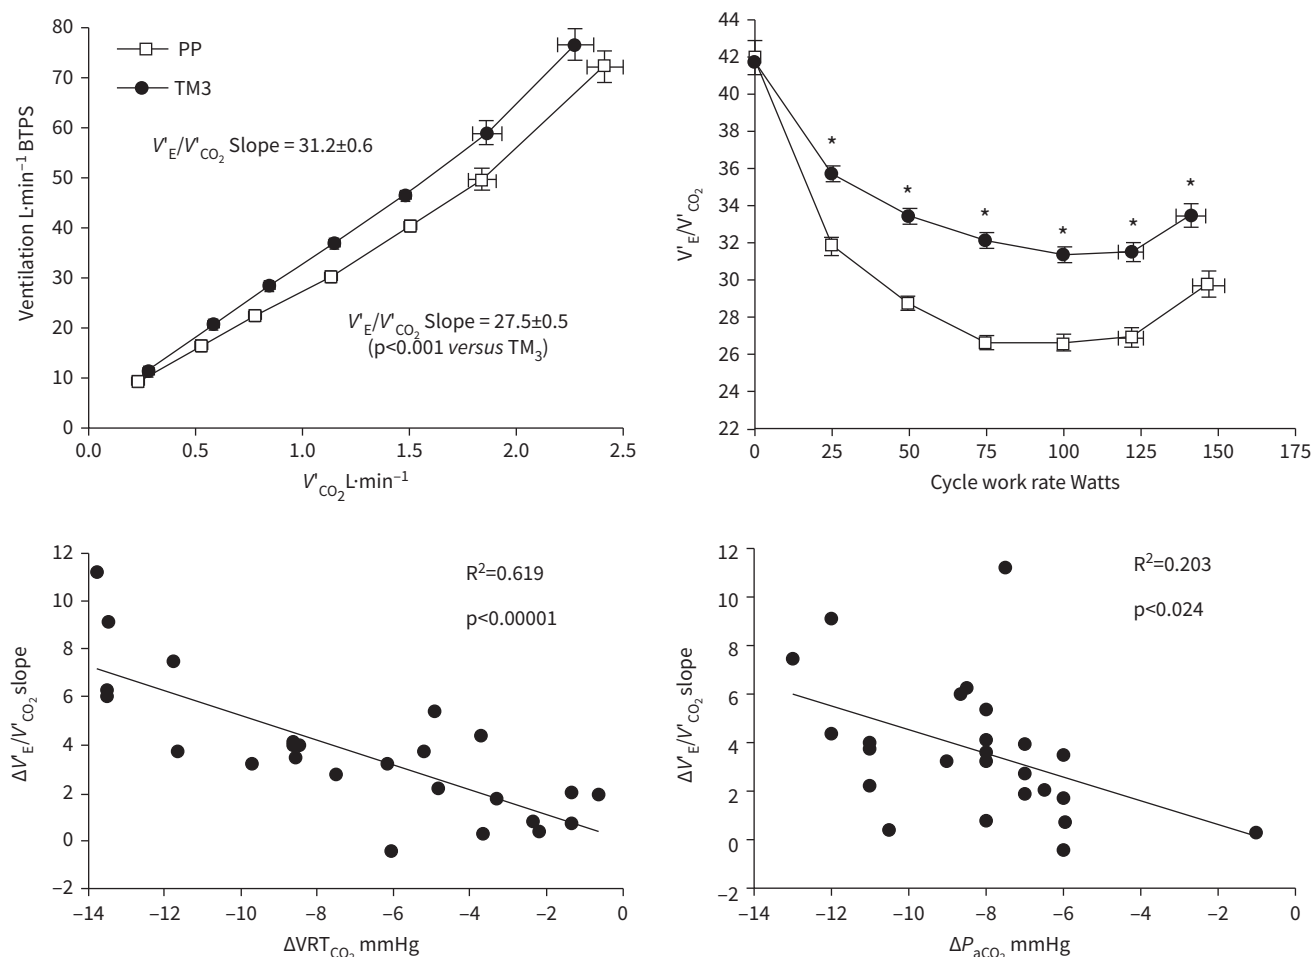 80
70
60
50
40
30
20
10
0
Ventilation L·min⁻¹ BTPS
PP
TM3
V'E/V'CO₂ Slope = 31.2±0.6
V'E/V'CO₂ Slope = 27.5±0.5
(p<0.001 versus TM₃)
0.0 0.5 1.0 1.5 2.0 2.5
V'CO₂ L·min⁻¹
44
42
40
38
36
34
32
30
28
26
24
22
V'E/V'CO₂
* * * * * *
0 25 50 75 100 125 150 175
Cycle work rate Watts
12
10
8
6
4
2
0
–2
ΔV'E/V'CO₂ slope
R²=0.619
p<0.00001
–14 –12 –10 –8 –6 –4 –2 0
ΔVRTCO₂ mmHg
12
10
8
6
4
2
0
–2
ΔV'E/V'CO₂ slope
R²=0.203
p<0.024
–14 –12 –10 –8 –6 –4 –2 0
ΔPaCO₂ mmHg